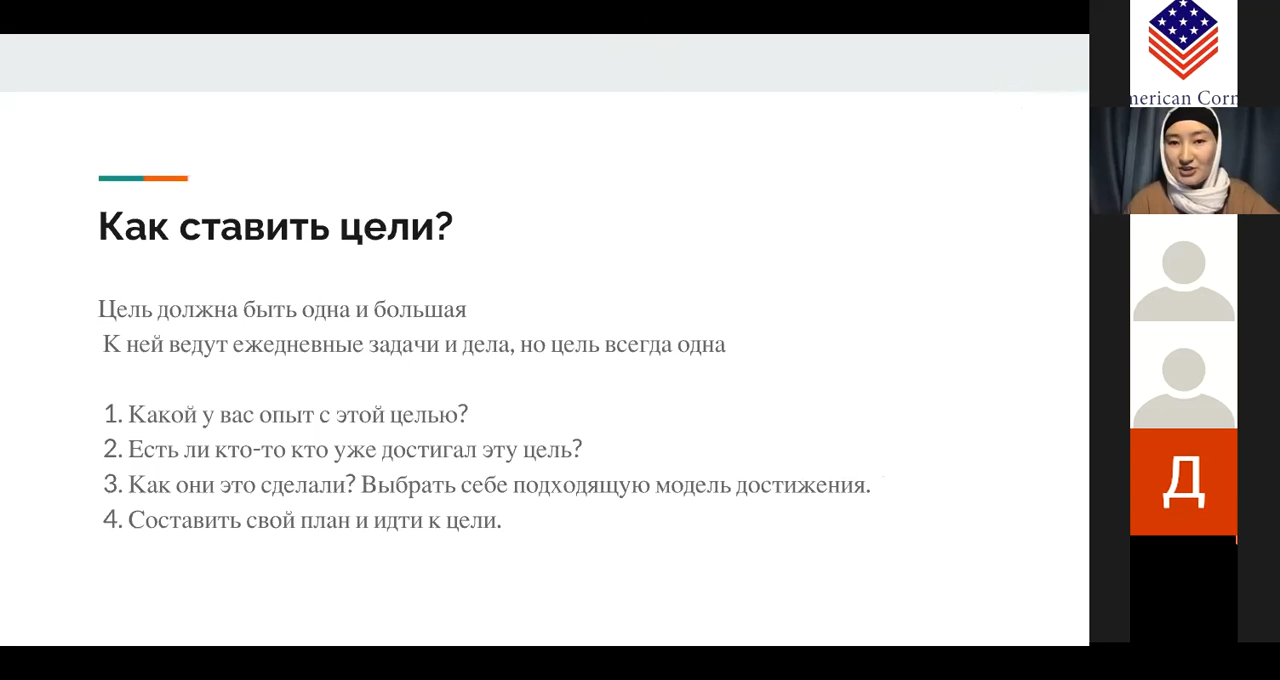 Как ставить цели?
Цель должна быть одна и большая
К ней ведут ежедневные задачи и дела, но цель всегда одна
1. Какой у вас опыт с этой целью?
2. Есть ли кто-то кто уже достигал эту цель?
3. Как они это сделали? Выбрать себе подходящую модель достижения.
4. Составить свой план и идти к цели.
merican Corn
Д